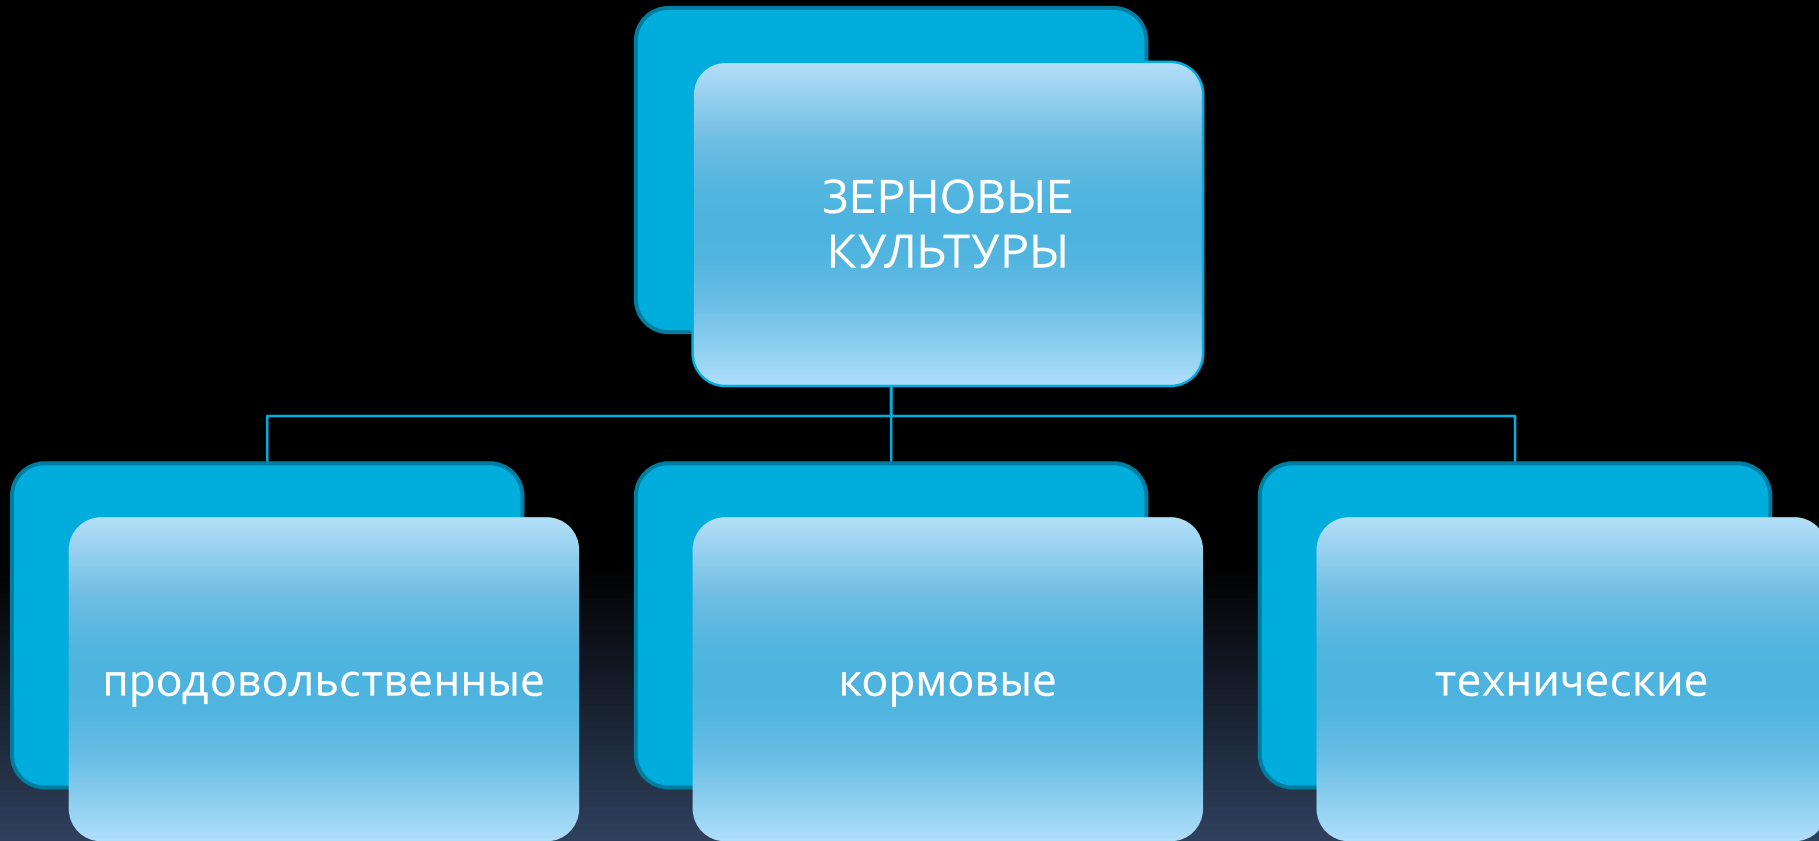 ЗЕРНОВЫЕ
КУЛЬТУРЫ
продовольственные
кормовые
технические